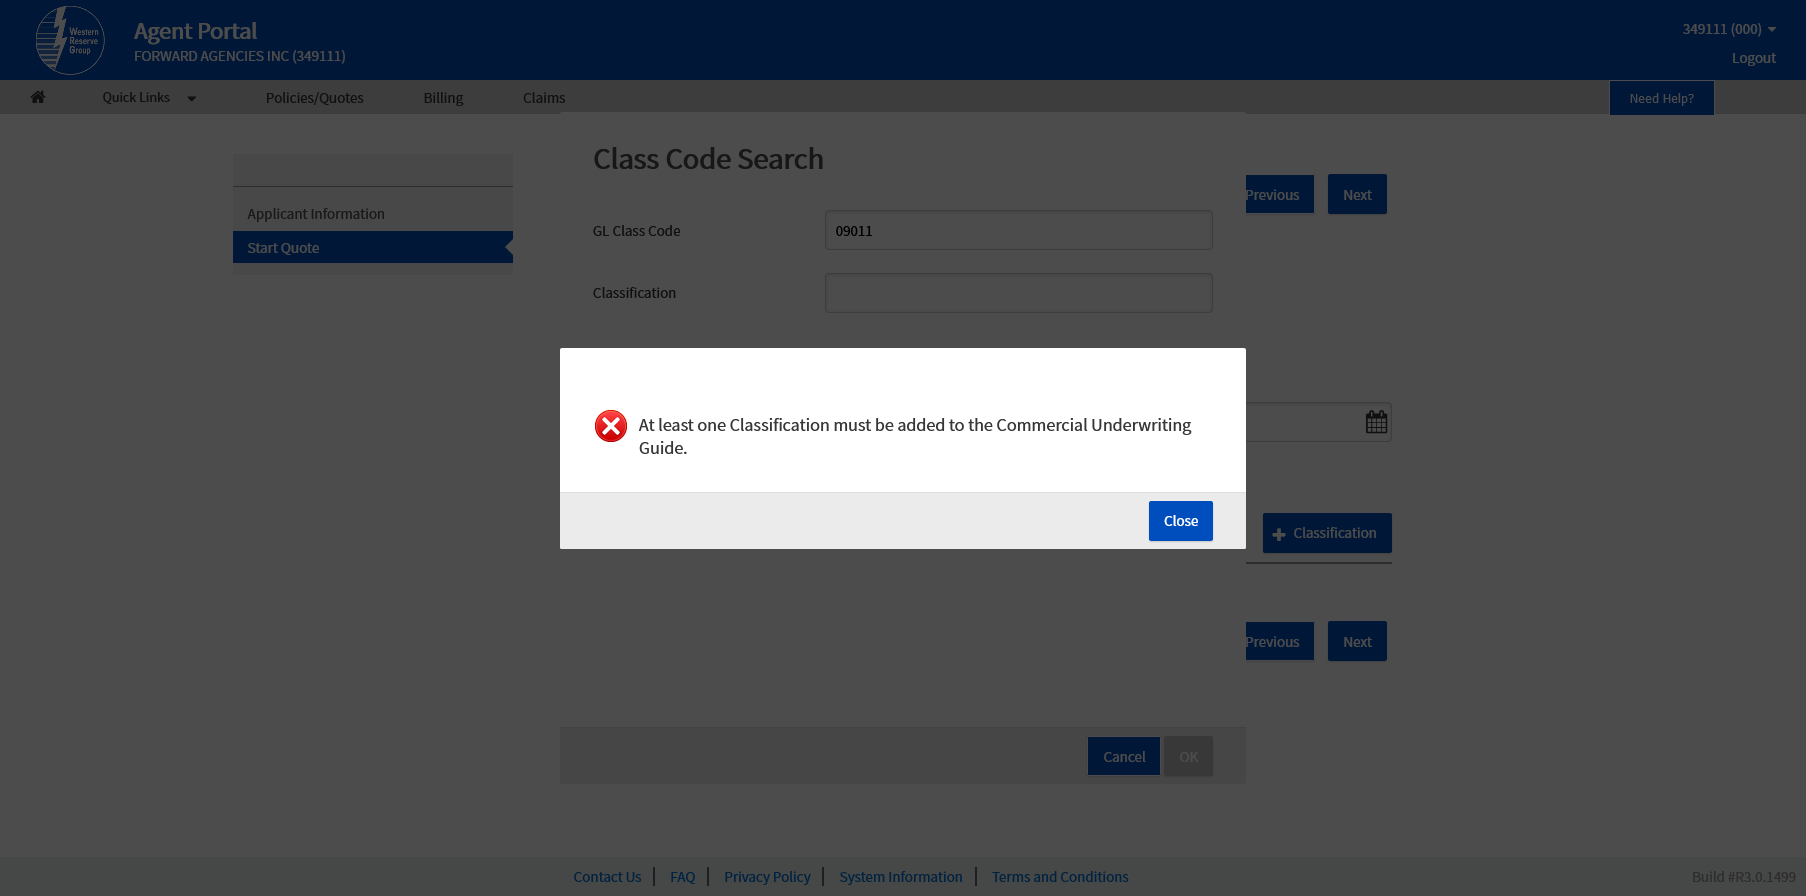 Western
Reserve
Group
Agent Portal
FORWARD AGENCIES INC (349111)
349111 (000)
Logout
Quick Links
Policies/Quotes
Billing
Claims
Need Help?
Class Code Search
Previous
Next
Applicant Information
Start Quote
GL Class Code
09011
Classification
At least one Classification must be added to the Commercial Underwriting
Guide.
Close
Classification
Previous
Next
Cancel
OK
Contact Us
FAQ
Privacy Policy
System Information
Terms and Conditions
Build #R3.0.1499